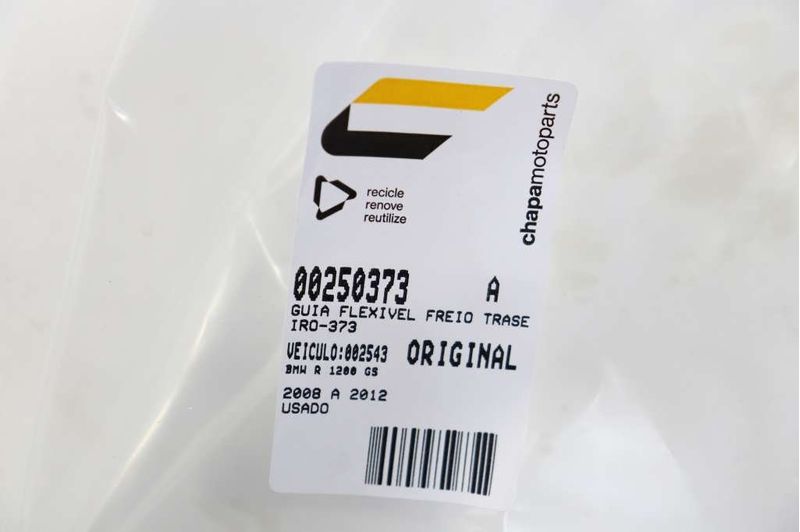 chapamotoparts
recicle
renove
reutilize
00250373 A
GUIA FLEXIVEL FREIO TRASE
IRO-373
VEICULO:002543 ORIGINAL
BMW R 1200 GS
2008 A 2012
USADO